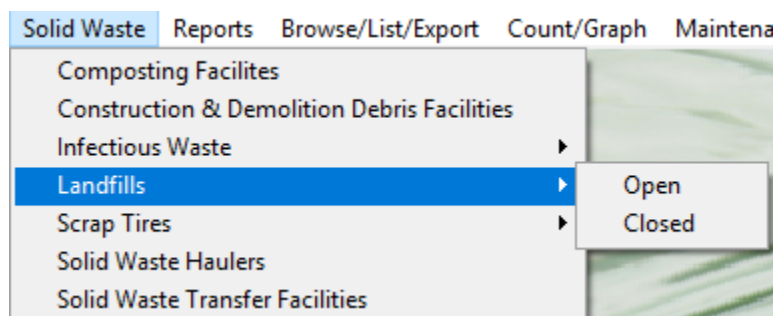 Solid Waste Reports Browse/List/Export Count/Graph Maintena
Composting Facilites
Construction & Demolition Debris Facilities
Infectious Waste
Landfills
Open
Scrap Tires
Closed
Solid Waste Haulers
Solid Waste Transfer Facilities